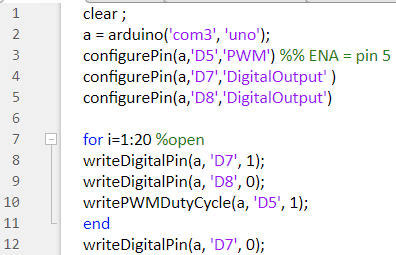 1 clear ;
2 a = arduino('com3', 'uno');
3 configurePin(a,'D5','PWM') %% ENA = pin 5
4 configurePin(a,'D7','DigitalOutput' )
5 configurePin(a,'D8','DigitalOutput')
6
7 for i=1:20 %open
8 writeDigitalPin(a, 'D7', 1);
9 writeDigitalPin(a, 'D8', 0);
10 writePWMDutyCycle(a, 'D5', 1);
11 end
12 writeDigitalPin(a, 'D7', 0);